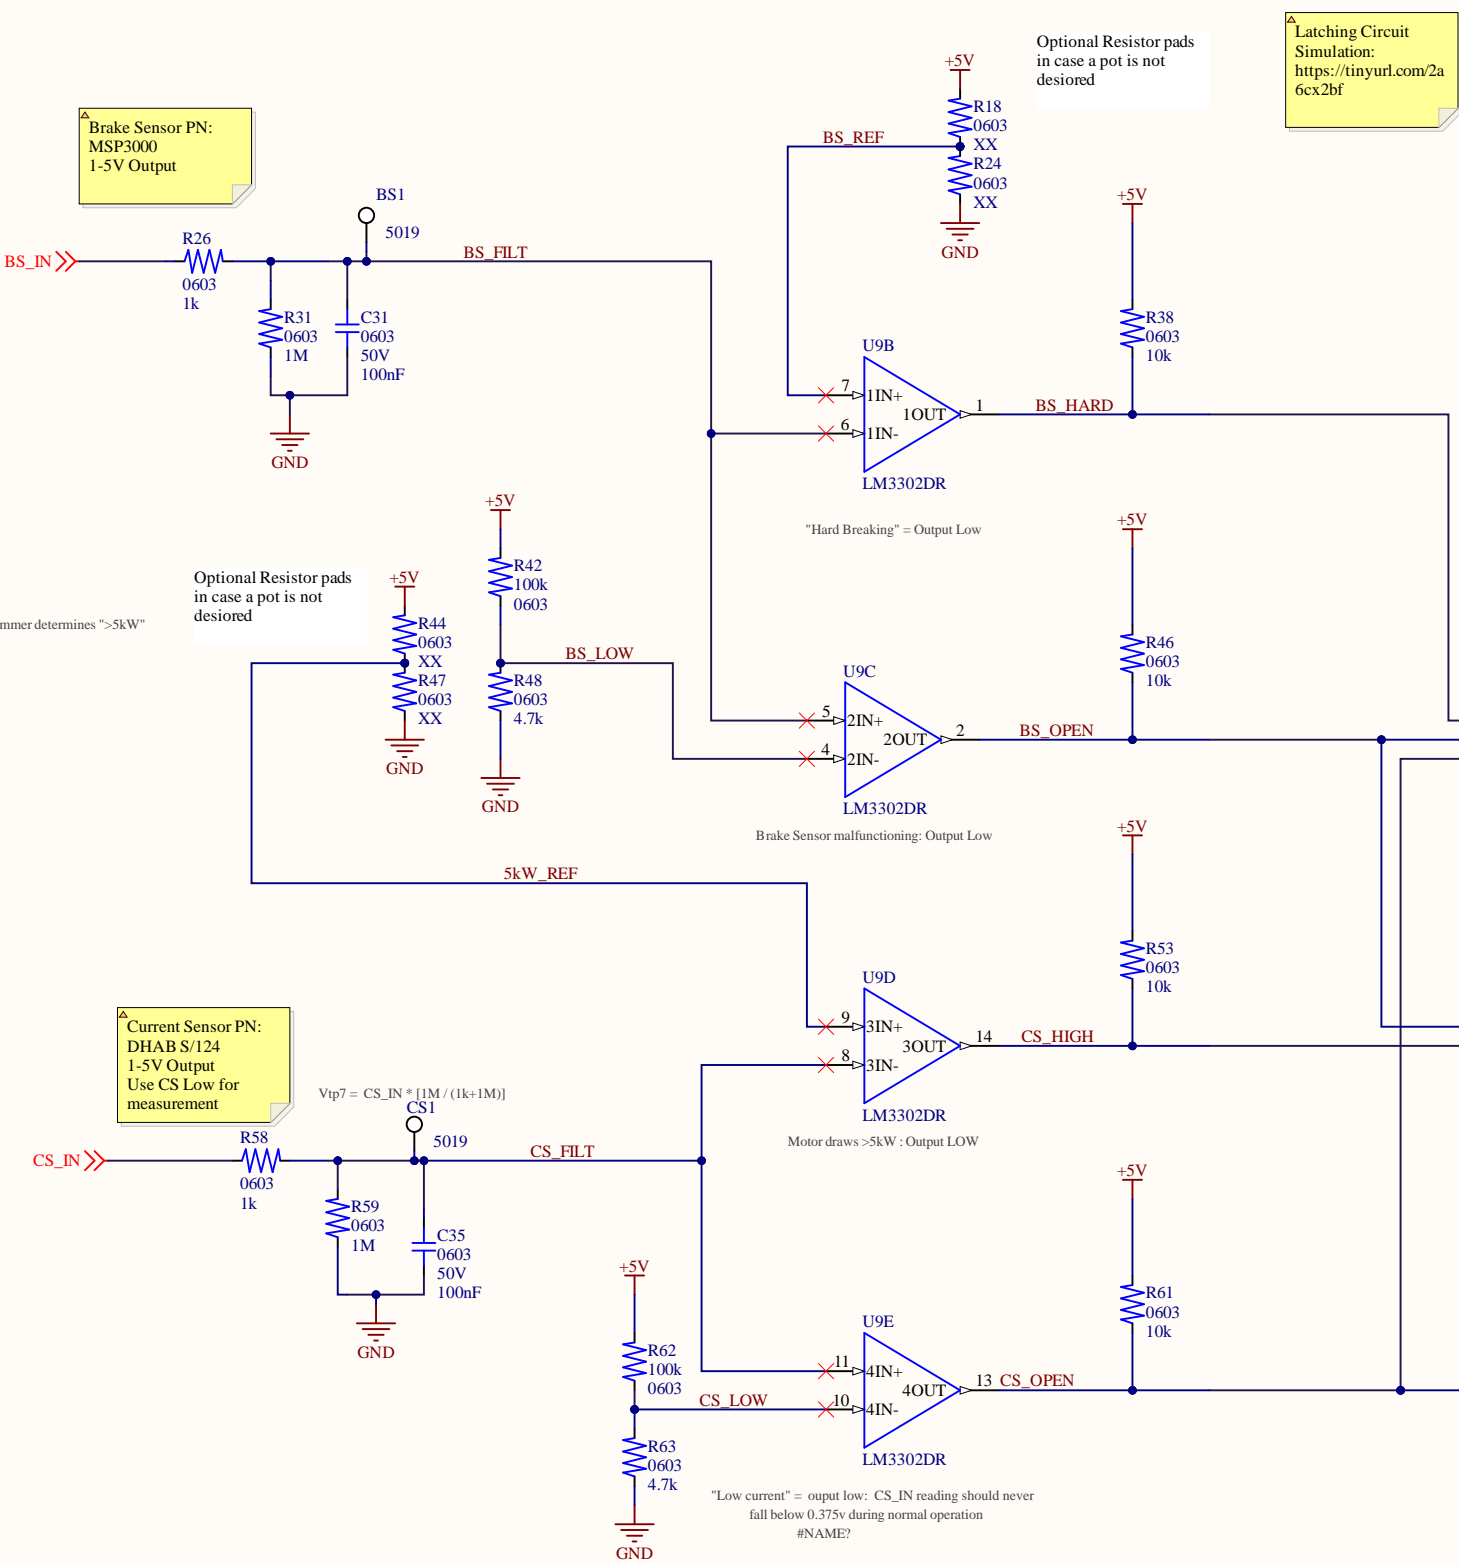 Optional Resistor pads
in case a pot is not
desiored
Latching Circuit
Simulation:
https://tinyurl.com/2a
6cx2bf
+5V
R18
0603
XX
BS_REF
R24
0603
XX
GND
Brake Sensor PN:
MSP3000
1-5V Output
BS1
5019
BS_IN
R26
0603
1k
BS_FILT
R31
0603
1M
C31
0603
50V
100nF
GND
+5V
R38
0603
10k
U9B
7
1IN+
6
1IN-
1OUT
1
BS_HARD
LM3302DR
"Hard Breaking" = Output Low
+5V
R42
100k
0603
Optional Resistor pads
in case a pot is not
desiored
+5V
R44
0603
XX
R47
0603
XX
GND
mmer determines ">5kW"
BS_LOW
R48
0603
4.7k
GND
+5V
R46
0603
10k
U9C
5
2IN+
4
2IN-
2OUT
2
BS_OPEN
LM3302DR
Brake Sensor malfunctioning: Output Low
5kW_REF
+5V
R53
0603
10k
U9D
9
3IN+
8
3IN-
3OUT
14
CS_HIGH
LM3302DR
Motor draws >5kW : Output LOW
Current Sensor PN:
DHAB S/124
1-5V Output
Use CS Low for
measurement
Vtp7 = CS_IN * [1M / (1k+1M)]
CS1
5019
CS_IN
R58
0603
1k
CS_FILT
R59
0603
1M
C35
0603
50V
100nF
GND
+5V
R62
100k
0603
CS_LOW
R63
0603
4.7k
GND
+5V
R61
0603
10k
U9E
11
4IN+
10
4IN-
4OUT
13
CS_OPEN
LM3302DR
"Low current" = ouput low: CS_IN reading should never
fall below 0.375v during normal operation
#NAME?